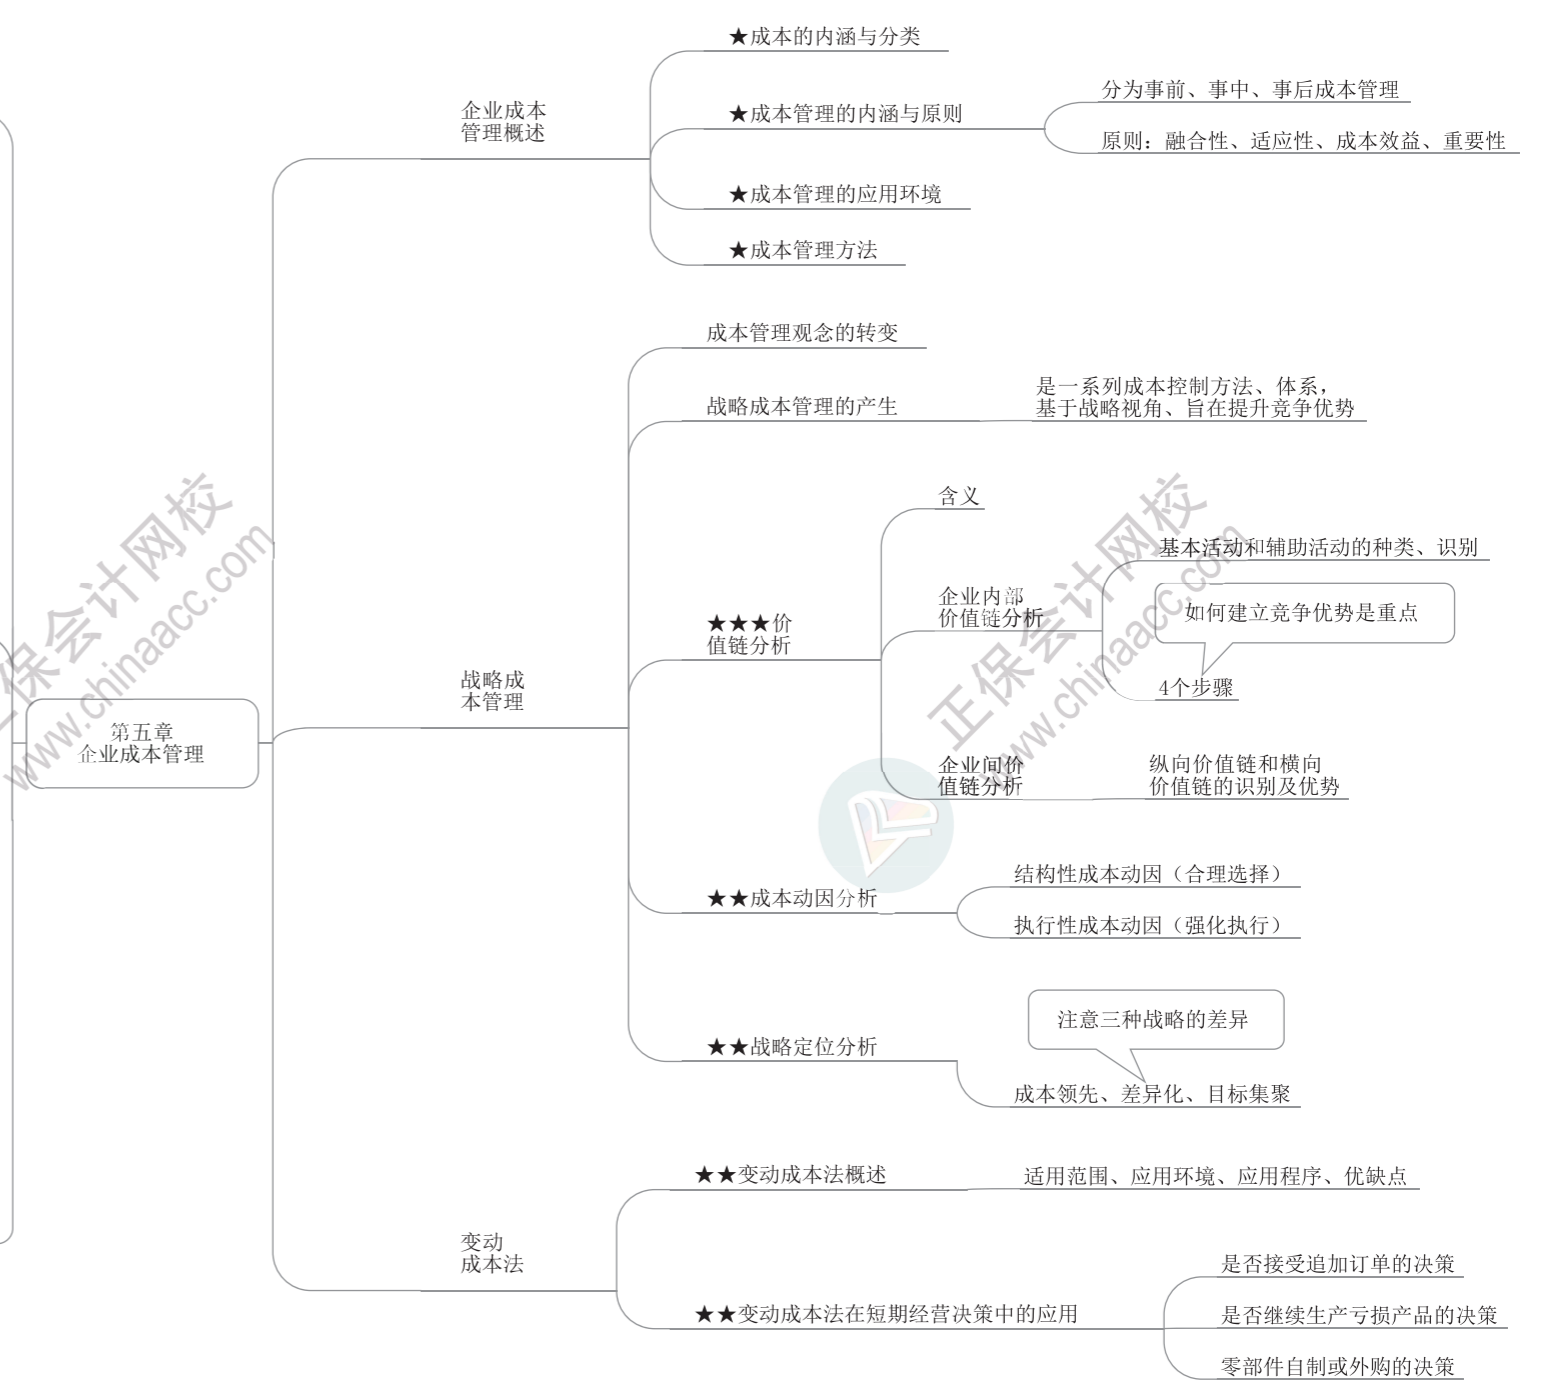 第五章
企业成本管理
企业成本
管理概述
★成本的内涵与分类
★成本管理的内涵与原则
分为事前、事中、事后成本管理
原则：融合性、适应性、成本效益、重要性
★成本管理的应用环境
★成本管理方法
战略成
本管理
成本管理观念的转变
战略成本管理的产生
是一系列成本控制方法、体系，
基于战略视角、旨在提升竞争优势
★★★价
值链分析
含义
企业内部
价值链分析
基本活动和辅助活动的种类、识别
如何建立竞争优势是重点
4个步骤
企业间价
值链分析
纵向价值链和横向
价值链的识别及优势
★★成本动因分析
结构性成本动因（合理选择）
执行性成本动因（强化执行）
★★战略定位分析
注意三种战略的差异
成本领先、差异化、目标集聚
变动
成本法
★★变动成本法概述
适用范围、应用环境、应用程序、优缺点
★★变动成本法在短期经营决策中的应用
是否接受追加订单的决策
是否继续生产亏损产品的决策
零部件自制或外购的决策
正保会计网校
www.chinaacc.com
正保会计网校
www.chinaacc.com